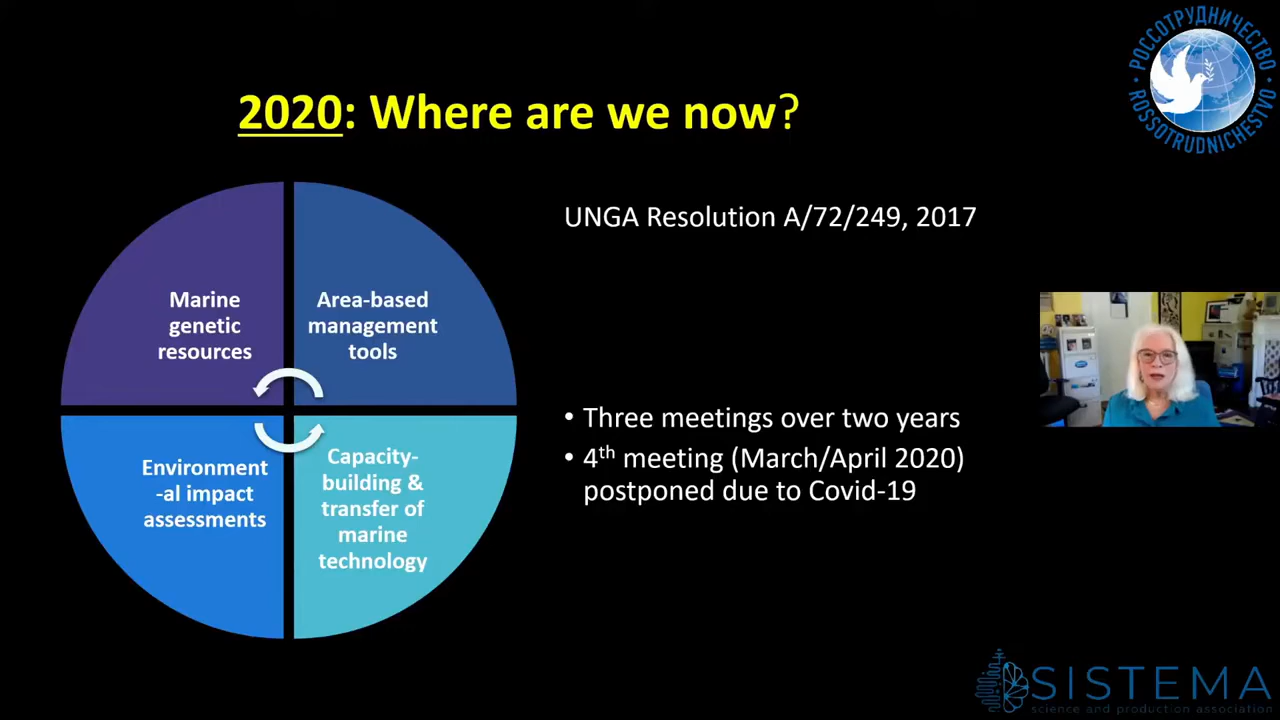 РОССОТРУДНИЧЕСТВО
ROSSOTRUDNICHESTVO
2020: Where are we now?
UNGA Resolution A/72/249, 2017
Marine
genetic
resources
Area-based
management
tools
Environment
-al impact
assessments
Capacity-
building &
transfer of
marine
technology
• Three meetings over two years
• 4th meeting (March/April 2020)
postponed due to Covid-19
SISTEMA
science and production association